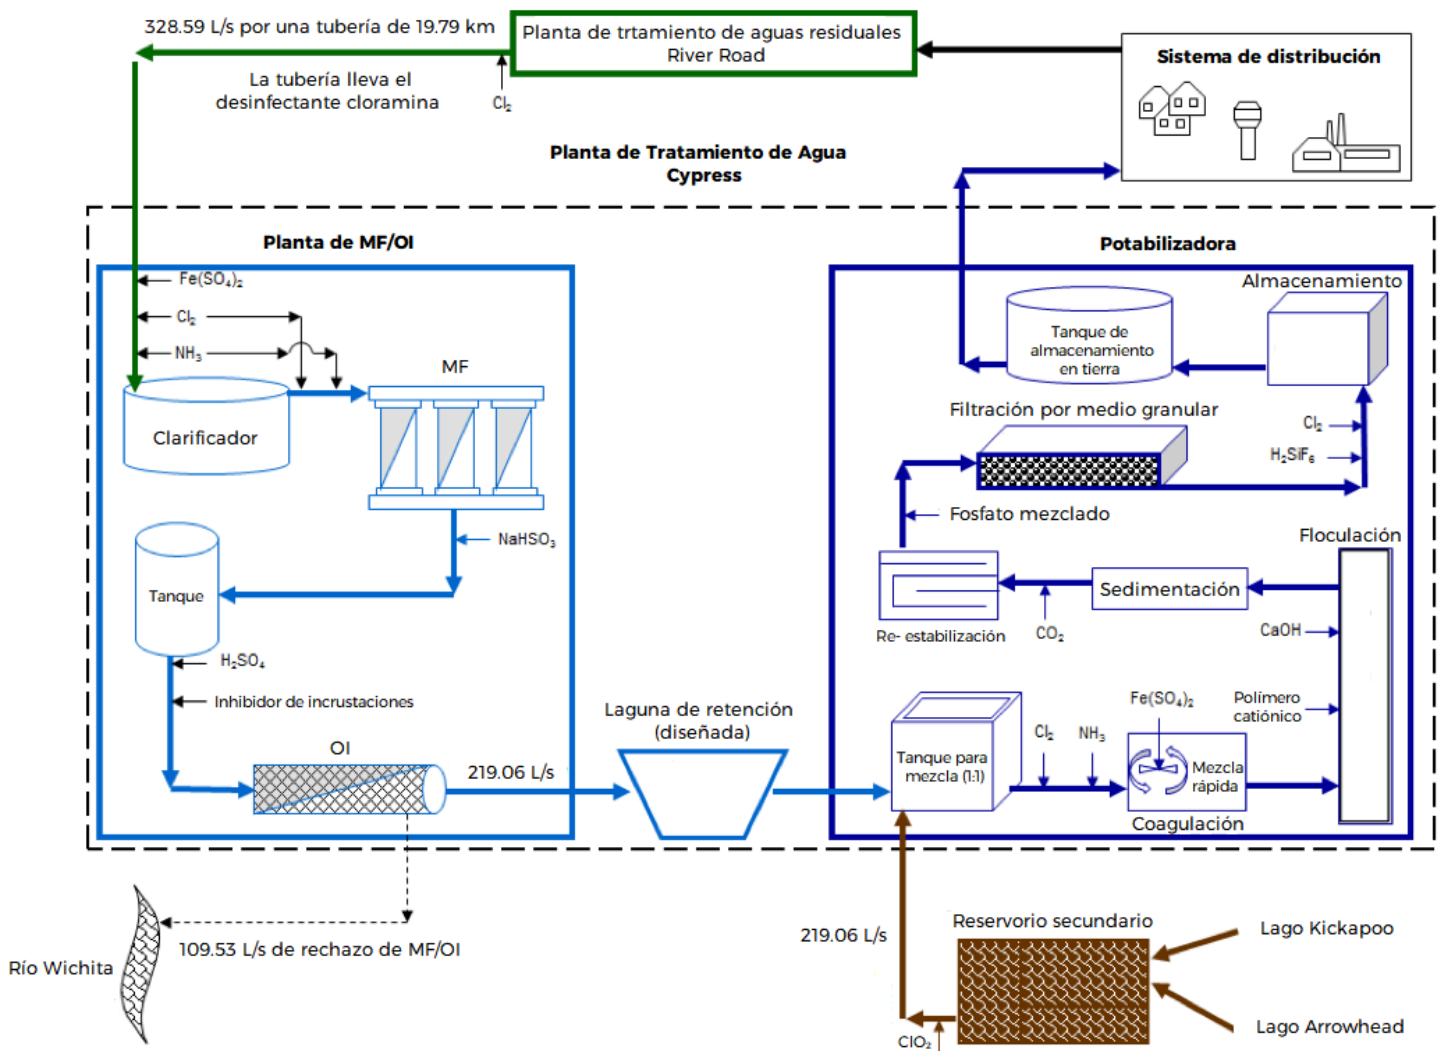 328.59 L/s por una tubería de 19.79 km
La tubería lleva el
desinfectante cloramina
Cl₂
Planta de trtamiento de aguas residuales
River Road
Sistema de distribución
Planta de Tratamiento de Agua
Cypress
Planta de MF/OI
Fe(SO₄)₂
Cl₂
NH₃
Clarificador
MF
NaHSO₃
Tanque
H₂SO₄
Inhibidor de incrustaciones
OI
219.06 L/s
109.53 L/s de rechazo de MF/OI
Río Wichita
Laguna de retención
(diseñada)
Potabilizadora
Almacenamiento
Tanque de
almacenamiento
en tierra
Filtración por medio granular
Cl₂
H₂SiF₆
Fosfato mezclado
Floculación
Re- estabilización
CO₂
Sedimentación
CaOH
Polímero
catiónico
Tanque para
mezcla (1:1)
Cl₂
NH₃
Fe(SO₄)₂
Mezcla
rápida
Coagulación
219.06 L/s
Reservorio secundario
ClO₂
Lago Kickapoo
Lago Arrowhead